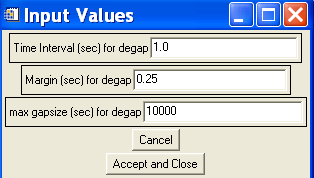 Input Values
Time Interval (sec) for degap 1.0
Margin (sec) for degap 0.25
max gapsize (sec) for degap 10000
Cancel
Accept and Close